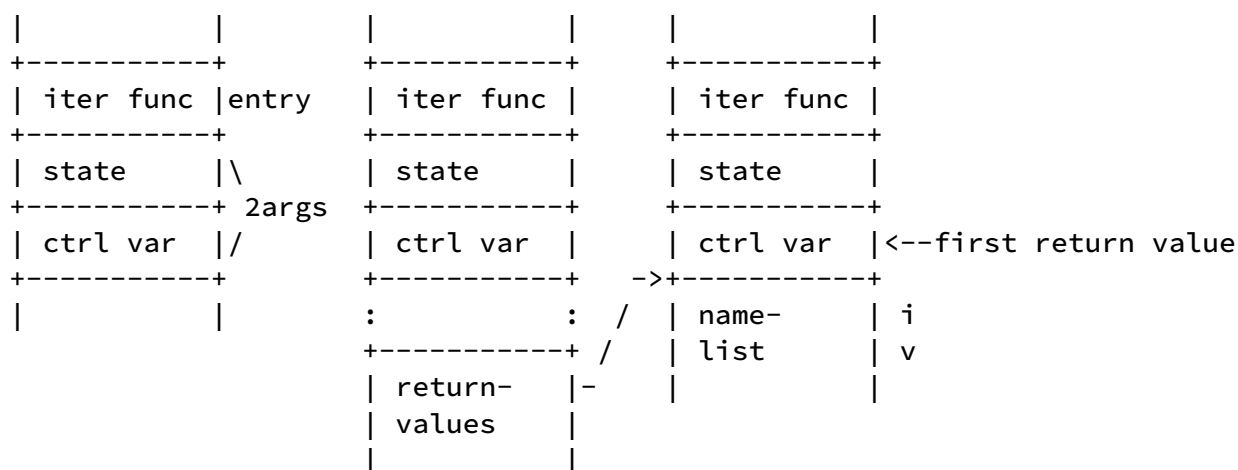 |           |        |           |     |           |
+-----------+        +-----------+     +-----------+
| iter func |entry   | iter func |     | iter func |
+-----------+        +-----------+     +-----------+
| state     |\       | state     |     | state     |
+-----------+ 2args  +-----------+     +-----------+
| ctrl var  |/       | ctrl var  |     | ctrl var  |<--first return value
+-----------+        +-----------+   ->+-----------+
|           |        :           :  /  | name-     | i
                     +-----------+ /   | list      | v
                     | return-   |-    |           |
                     | values    |
                     |           |